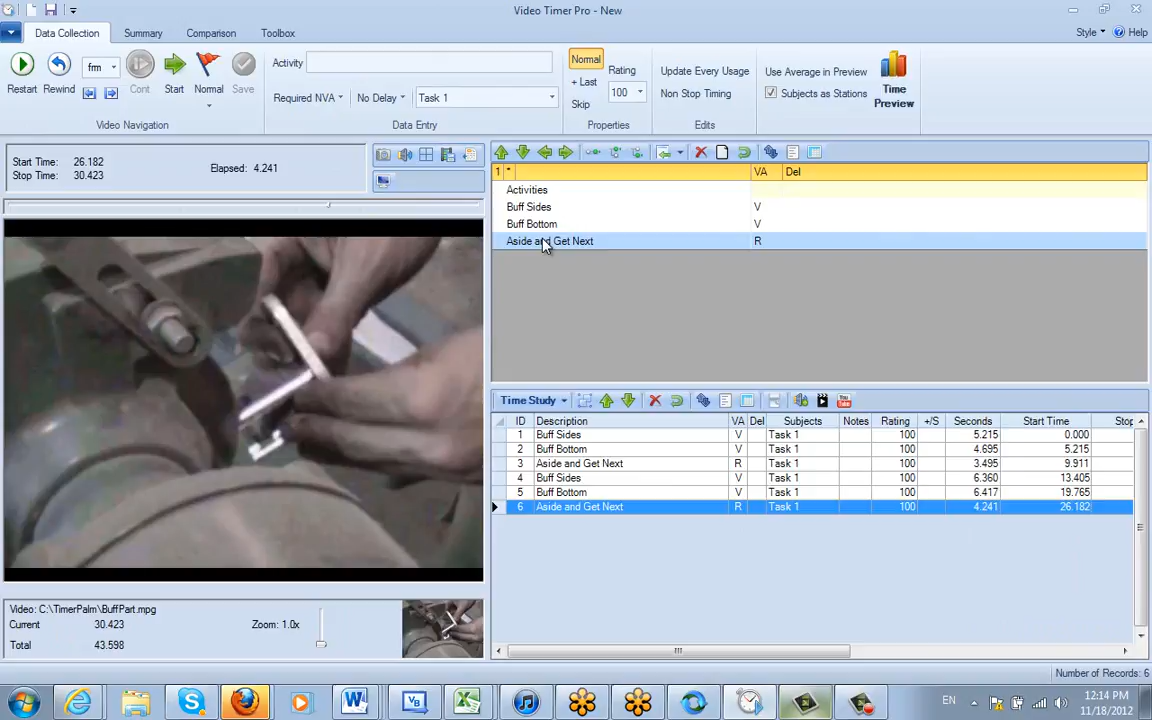 Video Timer Pro - New
Data Collection Summary Comparison Toolbox Style Help
Restart Rewind fm Cont Start Normal Save
Video Navigation
Activity
Required NVA No Delay Task 1
Data Entry
Normal
+ Last
Skip
Rating
100
Properties
Update Every Usage
Non Stop Timing
Edits
Use Average in Preview
Subjects as Stations
Time
Preview
Start Time: 26.182
Stop Time: 30.423
Elapsed: 4.241
1 * VA Del
Activities
Buff Sides V
Buff Bottom V
Aside and Get Next R
Time Study
ID Description VA Del Subjects Notes Rating +/S Seconds Start Time Stop
1 Buff Sides V Task 1 100 5.215 0.000
2 Buff Bottom V Task 1 100 4.695 5.215
3 Aside and Get Next R Task 1 100 3.495 9.911
4 Buff Sides V Task 1 100 6.360 13.405
5 Buff Bottom V Task 1 100 6.417 19.765
6 Aside and Get Next R Task 1 100 4.241 26.182
Video: C:\TimerPalm\BuffPart.mpg
Current 30.423
Zoom: 1.0x
Total 43.598
Number of Records: 6
EN
12:14 PM
11/18/2012